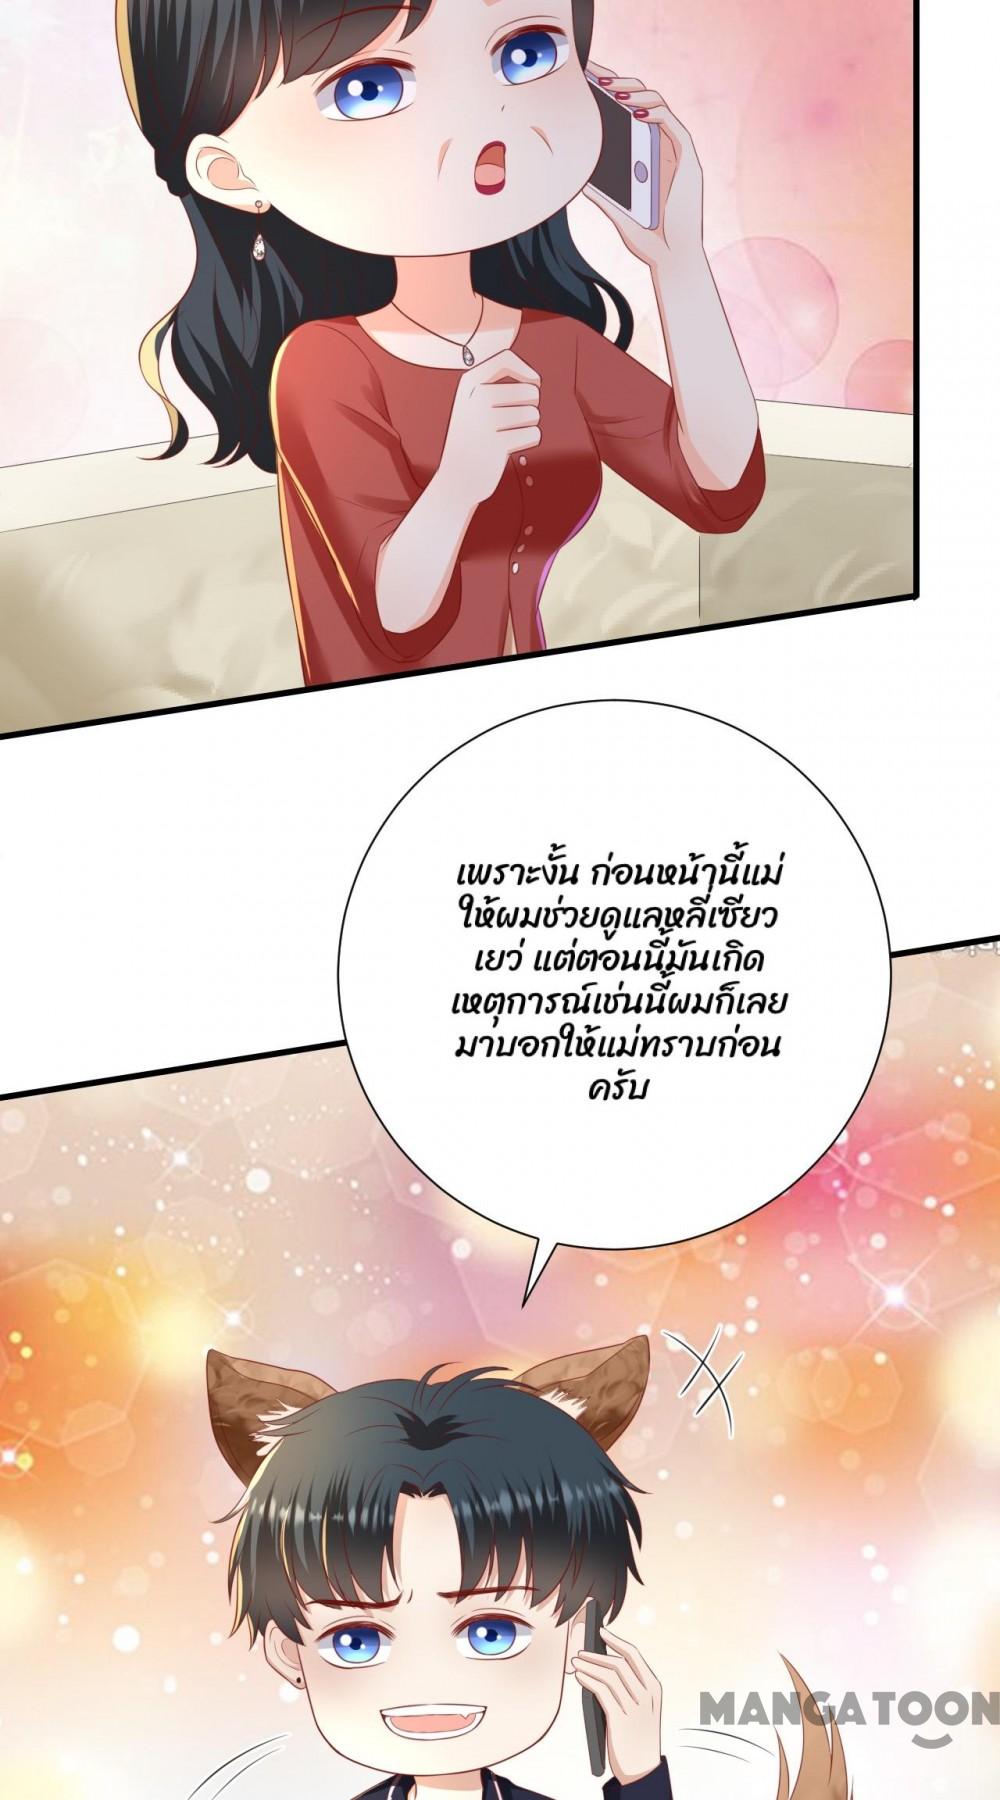 เพราะงั้น ก่อนหน้านี้แม่
ให้ผมช่วยดูแลหลี่เซียว
เยว่ แต่ตอนนี้มันเกิด
เหตุการณ์เช่นนี้ผมก็เลย
มาบอกให้แม่ทราบก่อน
ครับ
MANGATOON